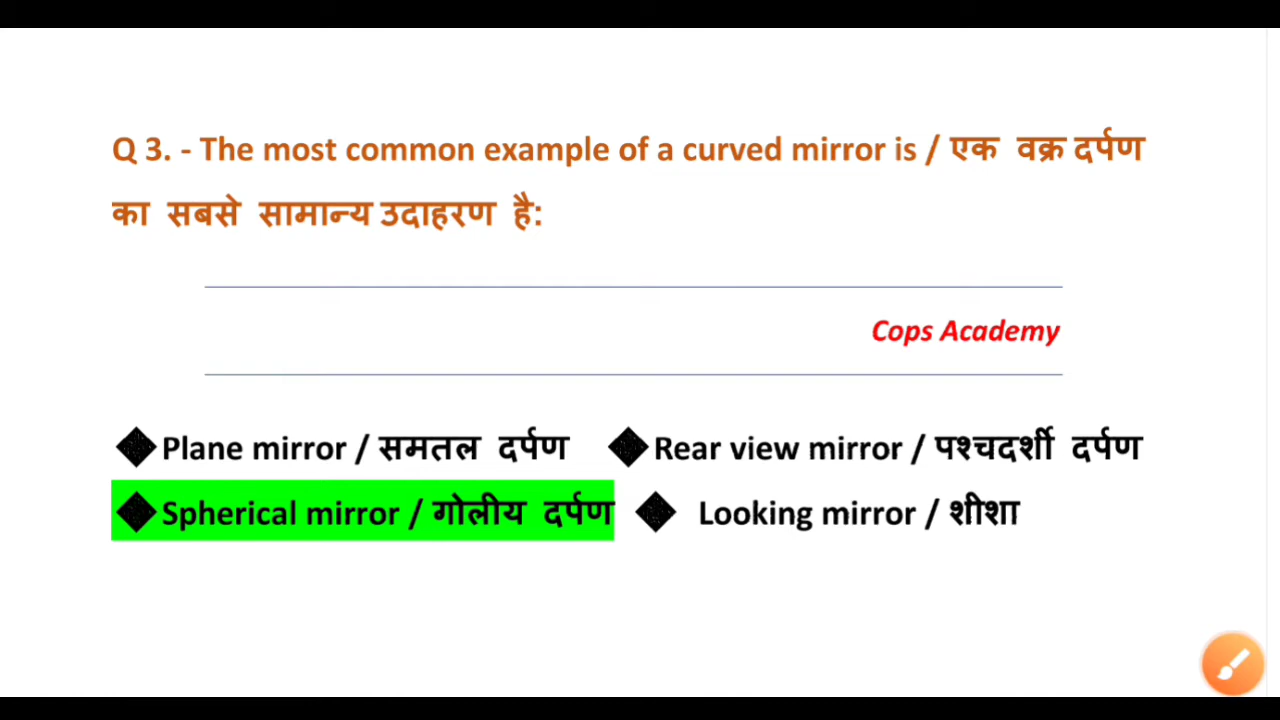 Q 3. - The most common example of a curved mirror is / एक वक्र दर्पण
का सबसे सामान्य उदाहरण है:
Cops Academy
Plane mirror / समतल दर्पण Rear view mirror / पश्चदर्शी दर्पण
Spherical mirror / गोलीय दर्पण Looking mirror / शीशा